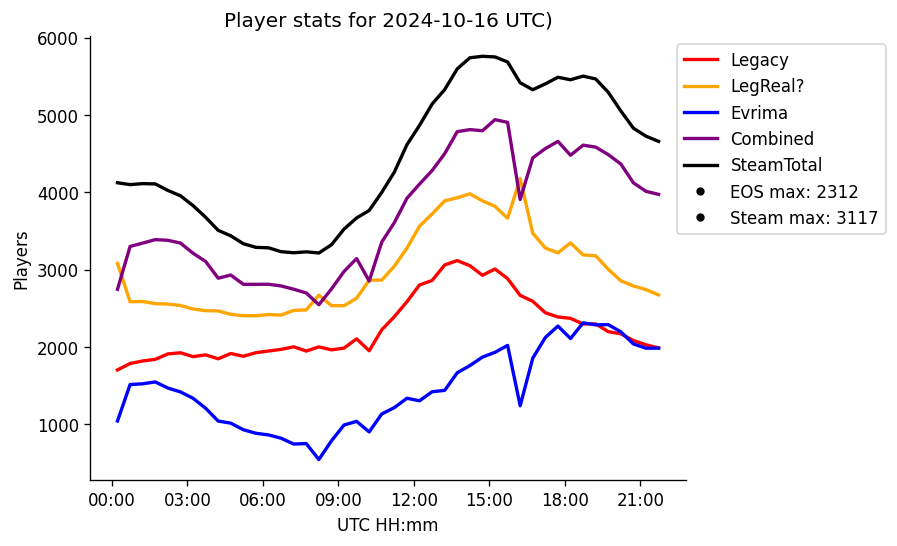 Player stats for 2024-10-16 UTC)
6000
5000
4000
3000
2000
1000
Players
00:00 03:00 06:00 09:00 12:00 15:00 18:00 21:00
UTC HH:mm
Legacy
LegReal?
Evrima
Combined
SteamTotal
EOS max: 2312
Steam max: 3117